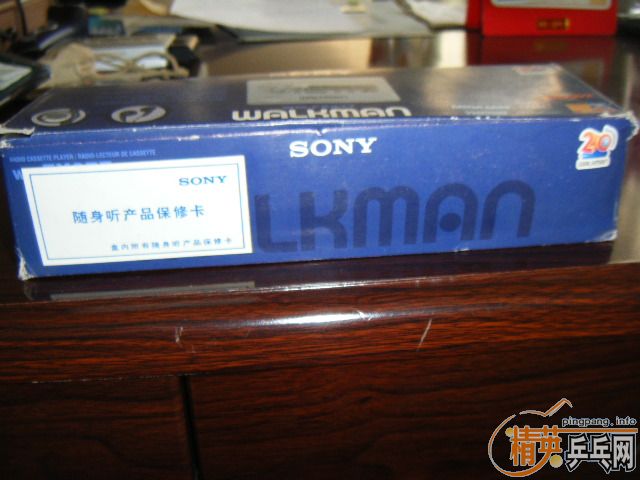 WALKMAN
SONY
20
RADIO CASSETTE PLAYER / RADIO-LECTEUR DE CASSETTE
W
SONY
随身听产品保修卡
盒内附有随身听产品保修卡
LKMAN
pingpang.info
精英乒乓网